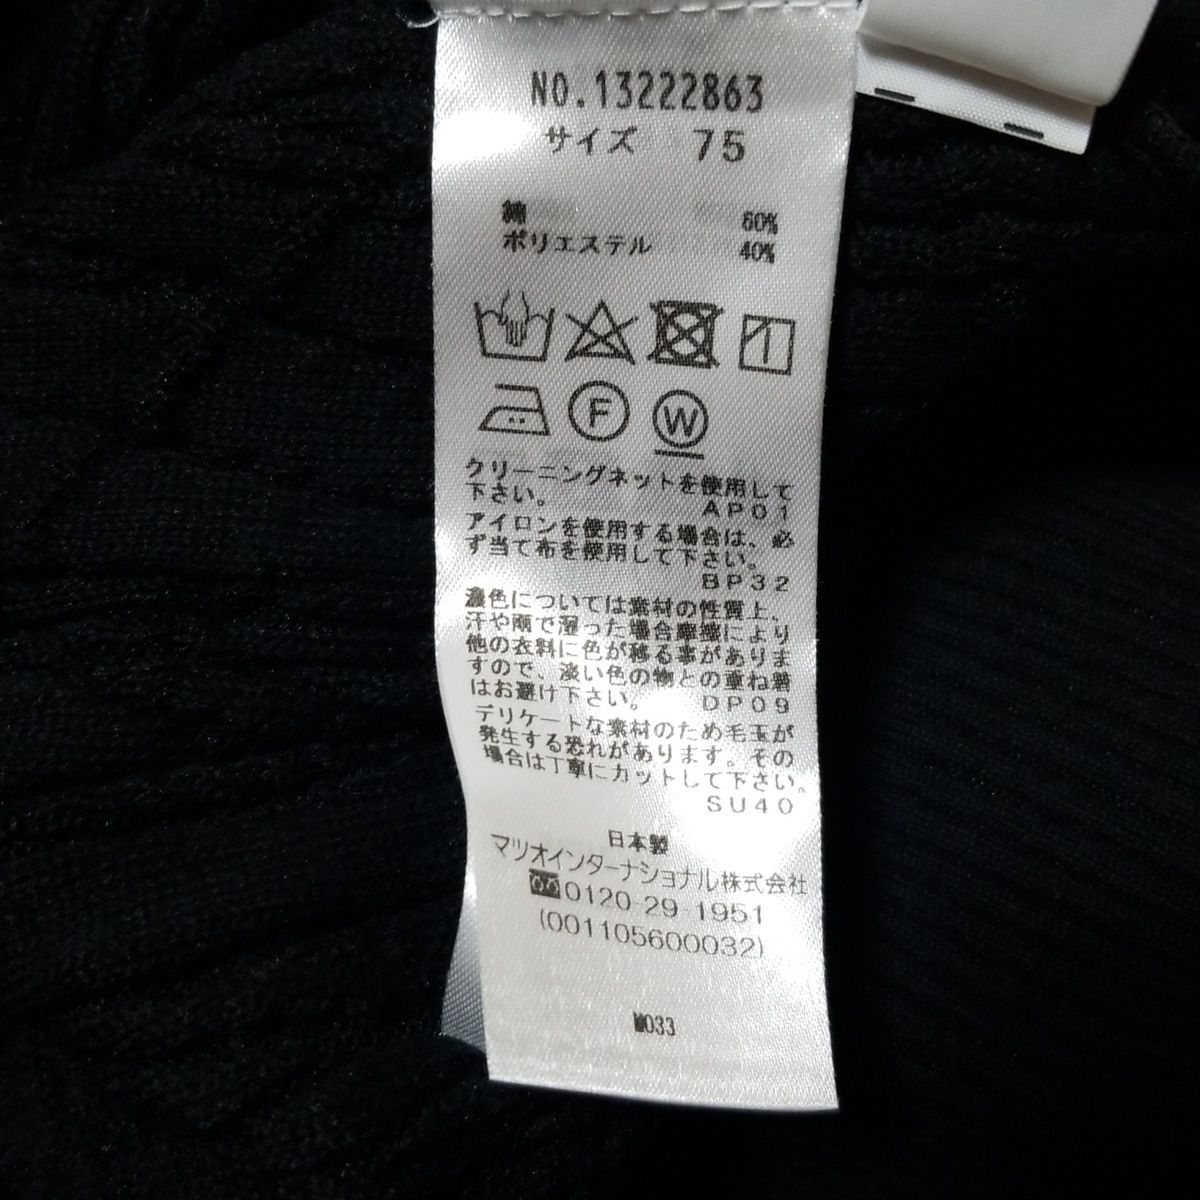 NO.13222863
サイズ 75
綿 60%
ポリエステル 40%
F
W
クリーニングネットを使用して
下さい。 AP01
アイロンを使用する場合は、必
ず当て布を使用して下さい。
BP32
濃色については素材の性質上、
汗や雨で湿った場合摩擦により
他の衣料に色が移る事がありま
すので、淡い色の物との重ね着
はお避け下さい。 DP09
デリケートな素材のため毛玉が
発生する恐れがあります。その
場合は丁寧にカットして下さい。
SU40
日本製
マツオインターナショナル株式会社
0120-29-1951
(001105600032)
M033